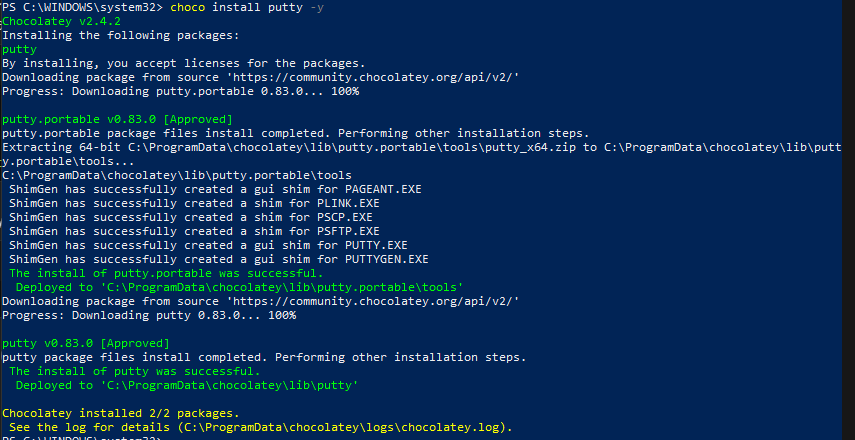 PS C:\WINDOWS\system32> choco install putty -y
Chocolatey v2.4.2
Installing the following packages:
putty
By installing, you accept licenses for the packages.
Downloading package from source 'https://community.chocolatey.org/api/v2/'
Progress: Downloading putty.portable 0.83.0... 100%

putty.portable v0.83.0 [Approved]
putty.portable package files install completed. Performing other installation steps.
Extracting 64-bit C:\ProgramData\chocolatey\lib\putty.portable\tools\putty_x64.zip to C:\ProgramData\chocolatey\lib\putt
y.portable\tools...
C:\ProgramData\chocolatey\lib\putty.portable\tools
 ShimGen has successfully created a gui shim for PAGEANT.EXE
 ShimGen has successfully created a shim for PLINK.EXE
 ShimGen has successfully created a shim for PSCP.EXE
 ShimGen has successfully created a shim for PSFTP.EXE
 ShimGen has successfully created a gui shim for PUTTY.EXE
 ShimGen has successfully created a gui shim for PUTTYGEN.EXE
 The install of putty.portable was successful.
  Deployed to 'C:\ProgramData\chocolatey\lib\putty.portable\tools'
Downloading package from source 'https://community.chocolatey.org/api/v2/'
Progress: Downloading putty 0.83.0... 100%

putty v0.83.0 [Approved]
putty package files install completed. Performing other installation steps.
 The install of putty was successful.
  Deployed to 'C:\ProgramData\chocolatey\lib\putty'

Chocolatey installed 2/2 packages.
 See the log for details (C:\ProgramData\chocolatey\logs\chocolatey.log).
PS C:\WINDOWS\system32>